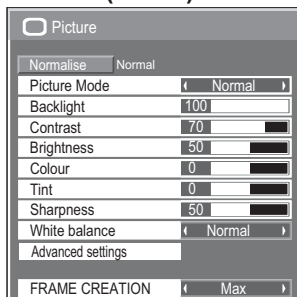 Picture
Normalise Normal
Picture Mode Normal
Backlight 100
Contrast 70
Brightness 50
Colour 0
Tint 0
Sharpness 50
White balance Normal
Advanced settings
FRAME CREATION Max